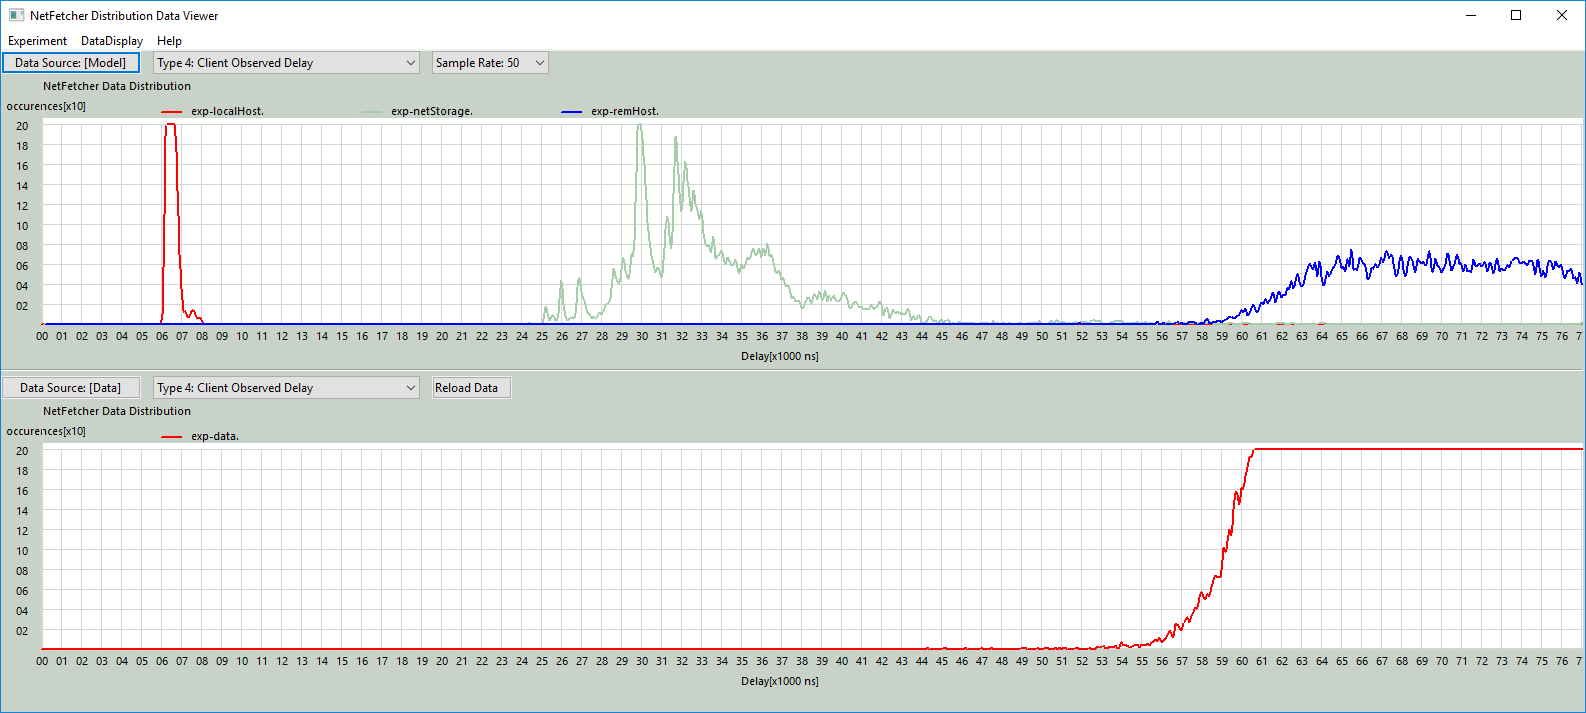 NetFetcher Distribution Data Viewer
Experiment DataDisplay Help
Data Source: [Model] Type 4: Client Observed Delay Sample Rate: 50
NetFetcher Data Distribution
occurences[x10]
exp-localHost. exp-netStorage. exp-remHost.
20
18
16
14
12
10
08
06
04
02
00 01 02 03 04 05 06 07 08 09 10 11 12 13 14 15 16 17 18 19 20 21 22 23 24 25 26 27 28 29 30 31 32 33 34 35 36 37 38 39 40 41 42 43 44 45 46 47 48 49 50 51 52 53 54 55 56 57 58 59 60 61 62 63 64 65 66 67 68 69 70 71 72 73 74 75 76 7
Delay[x1000 ns]
Data Source: [Data] Type 4: Client Observed Delay Reload Data
NetFetcher Data Distribution
occurences[x10]
exp-data.
20
18
16
14
12
10
08
06
04
02
00 01 02 03 04 05 06 07 08 09 10 11 12 13 14 15 16 17 18 19 20 21 22 23 24 25 26 27 28 29 30 31 32 33 34 35 36 37 38 39 40 41 42 43 44 45 46 47 48 49 50 51 52 53 54 55 56 57 58 59 60 61 62 63 64 65 66 67 68 69 70 71 72 73 74 75 76 7
Delay[x1000 ns]